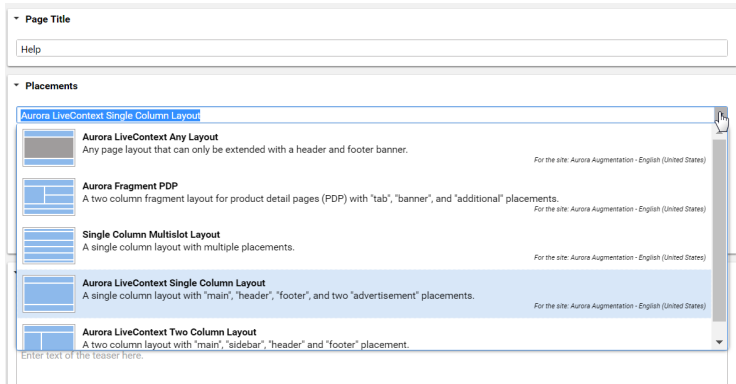 Page Title
Help
Placements
Aurora LiveContext Single Column Layout
Aurora LiveContext Any Layout
Any page layout that can only be extended with a header and footer banner.
For the site: Aurora Augmentation - English (United States)
Aurora Fragment PDP
A two column fragment layout for product detail pages (PDP) with "tab", "banner", and "additional" placements.
For the site: Aurora Augmentation - English (United States)
Single Column Multislot Layout
A single column layout with multiple placements.
For the site: Aurora Augmentation - English (United States)
Aurora LiveContext Single Column Layout
A single column layout with "main", "header", "footer", and two "advertisement" placements.
For the site: Aurora Augmentation - English (United States)
Aurora LiveContext Two Column Layout
A two column layout with "main", "sidebar", "header" and "footer" placement.
Enter text of the teaser here.